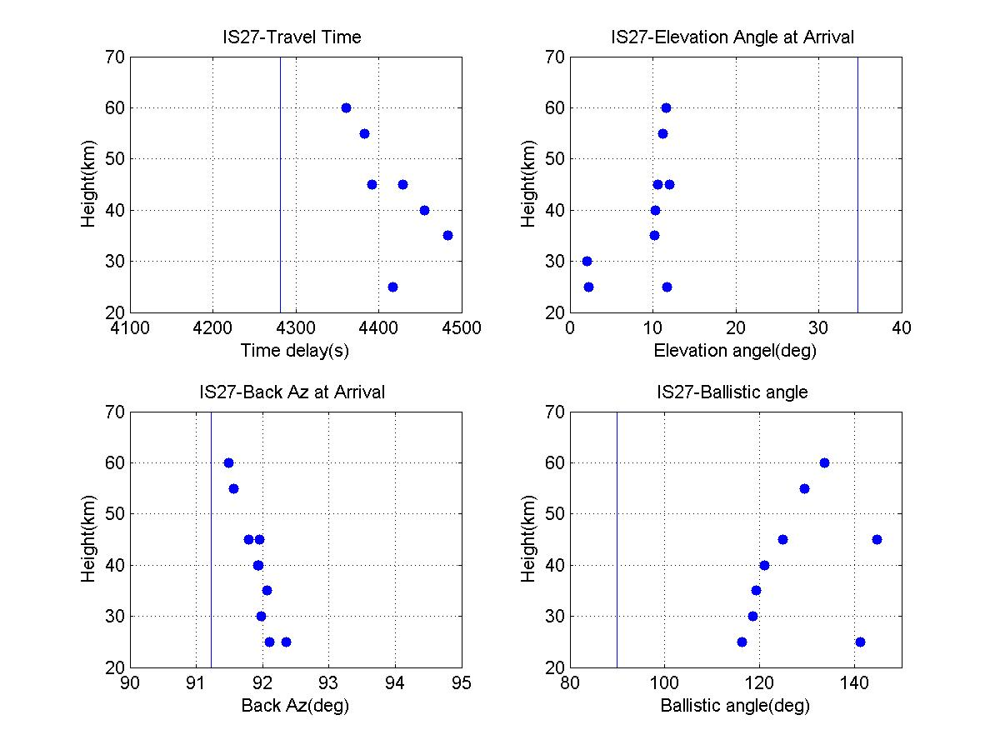 IS27-Travel Time
70
60
50
40
30
20
Height(km)
4100 4200 4300 4400 4500
Time delay(s)
IS27-Elevation Angle at Arrival
70
60
50
40
30
20
Height(km)
0 10 20 30 40
Elevation angel(deg)
IS27-Back Az at Arrival
70
60
50
40
30
20
Height(km)
90 91 92 93 94 95
Back Az(deg)
IS27-Ballistic angle
70
60
50
40
30
20
Height(km)
80 100 120 140
Ballistic angle(deg)